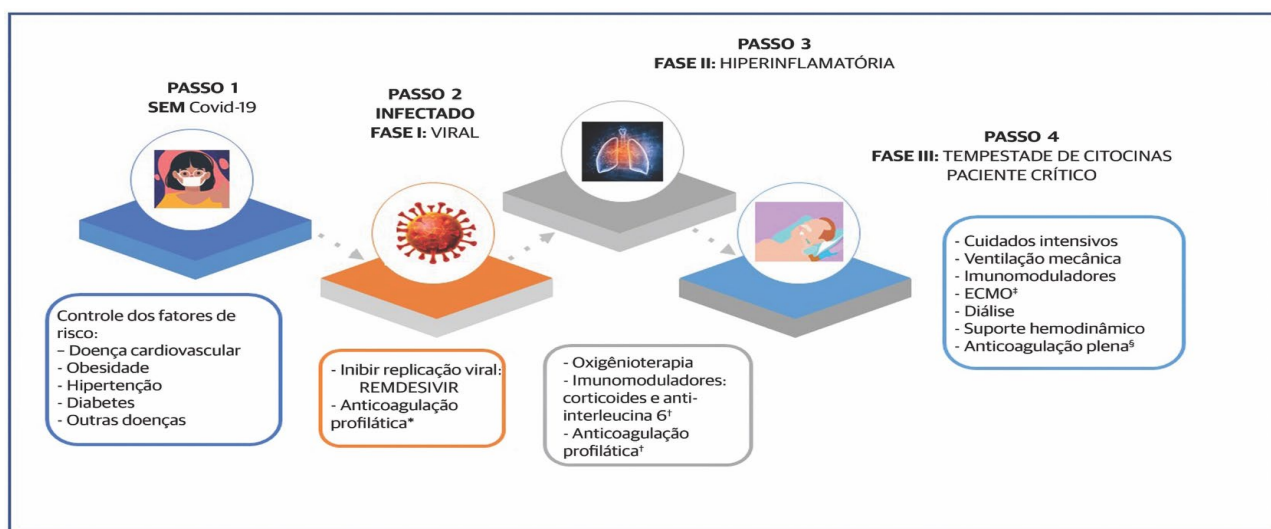 PASSO 1
SEM Covid-19
PASSO 2
INFECTADO
FASE I: VIRAL
PASSO 3
FASE II: HIPERINFLAMATÓRIA
PASSO 4
FASE III: TEMPESTADE DE CITOCINAS
PACIENTE CRÍTICO
Controle dos fatores de
risco:
– Doença cardiovascular
- Obesidade
- Hipertenção
- Diabetes
- Outras doenças
- Inibir replicação viral:
REMDESIVIR
- Anticoagulação
profilática*
- Oxigênioterapia
- Imunomoduladores:
corticoides e anti-
interleucina 6†
- Anticoagulação
profilática†
- Cuidados intensivos
- Ventilação mecânica
- Imunomoduladores
- ECMO‡
- Diálise
- Suporte hemodinâmico
- Anticoagulação plena§